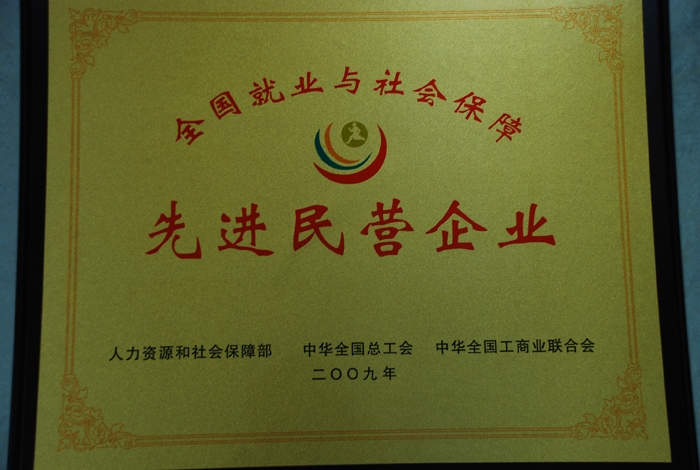 全国就业与社会保障
先进民营企业
人力资源和社会保障部 中华全国总工会 中华全国工商业联合会
二〇〇九年